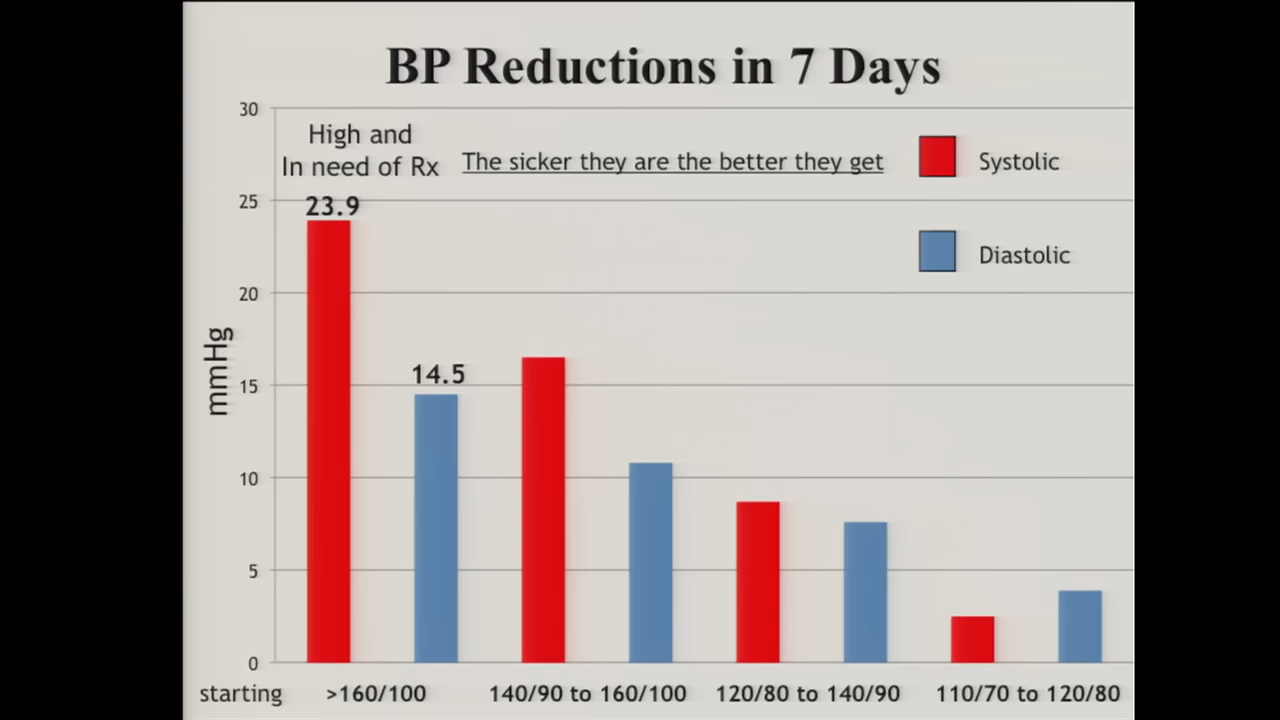 BP Reductions in 7 Days
30
High and
In need of Rx
The sicker they are the better they get
Systolic
25
23.9
Diastolic
20
mmHg
15
14.5
10
5
0
starting
>160/100
140/90 to 160/100
120/80 to 140/90
110/70 to 120/80